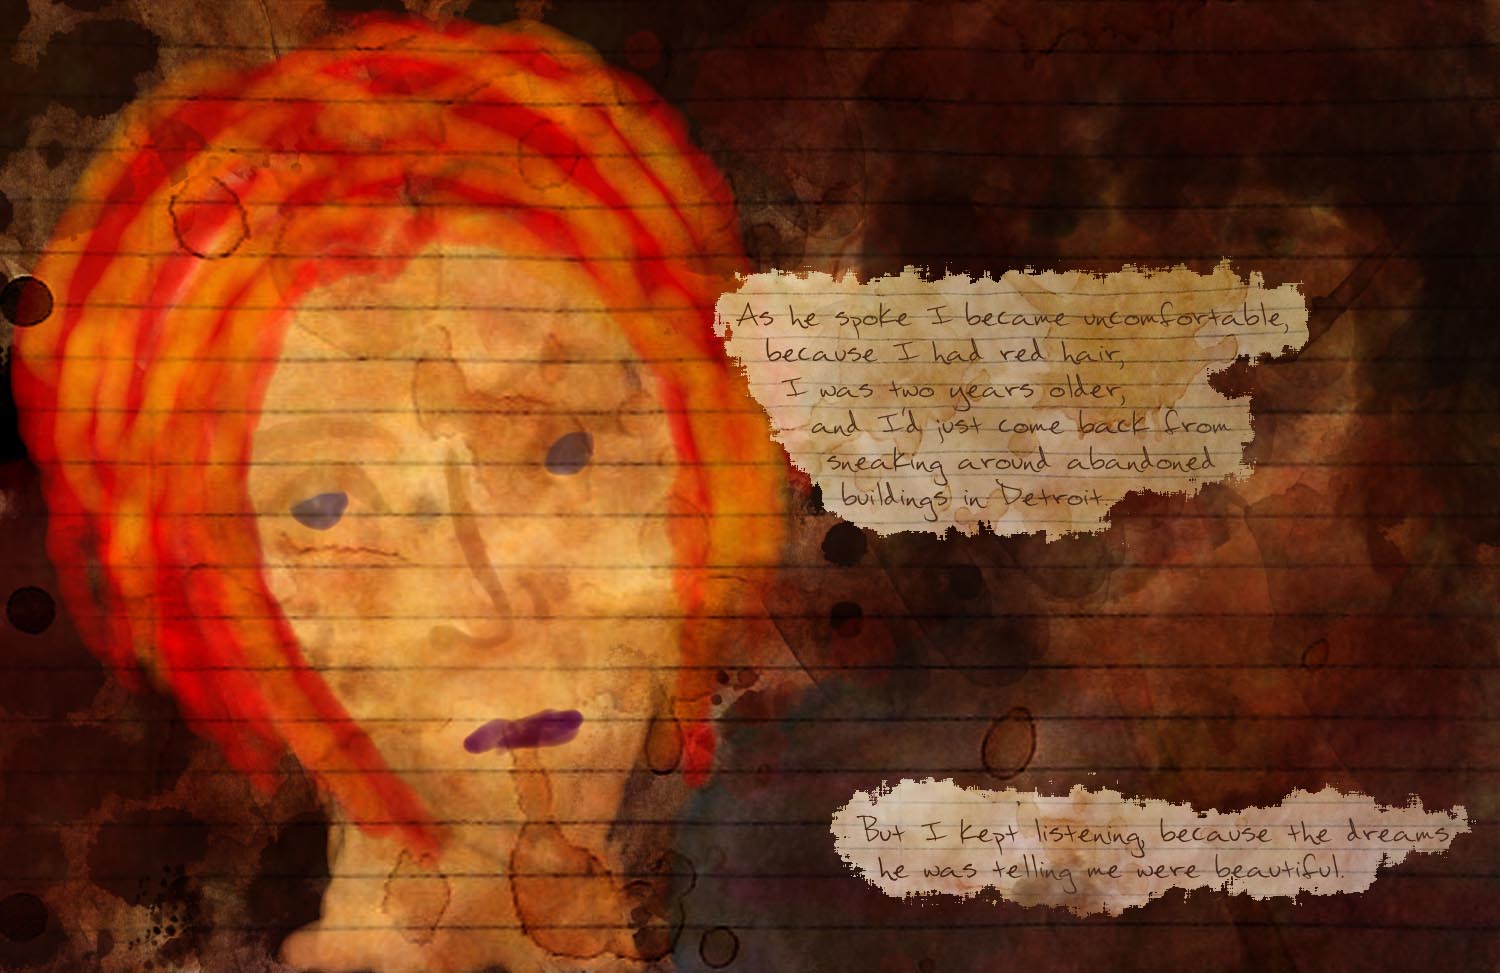 As he spoke I became uncomfortable,
because I had red hair,
I was two years older,
and I'd just come back from
sneaking around abandoned
buildings in Detroit.
But I kept listening, because the dreams
he was telling me were beautiful.